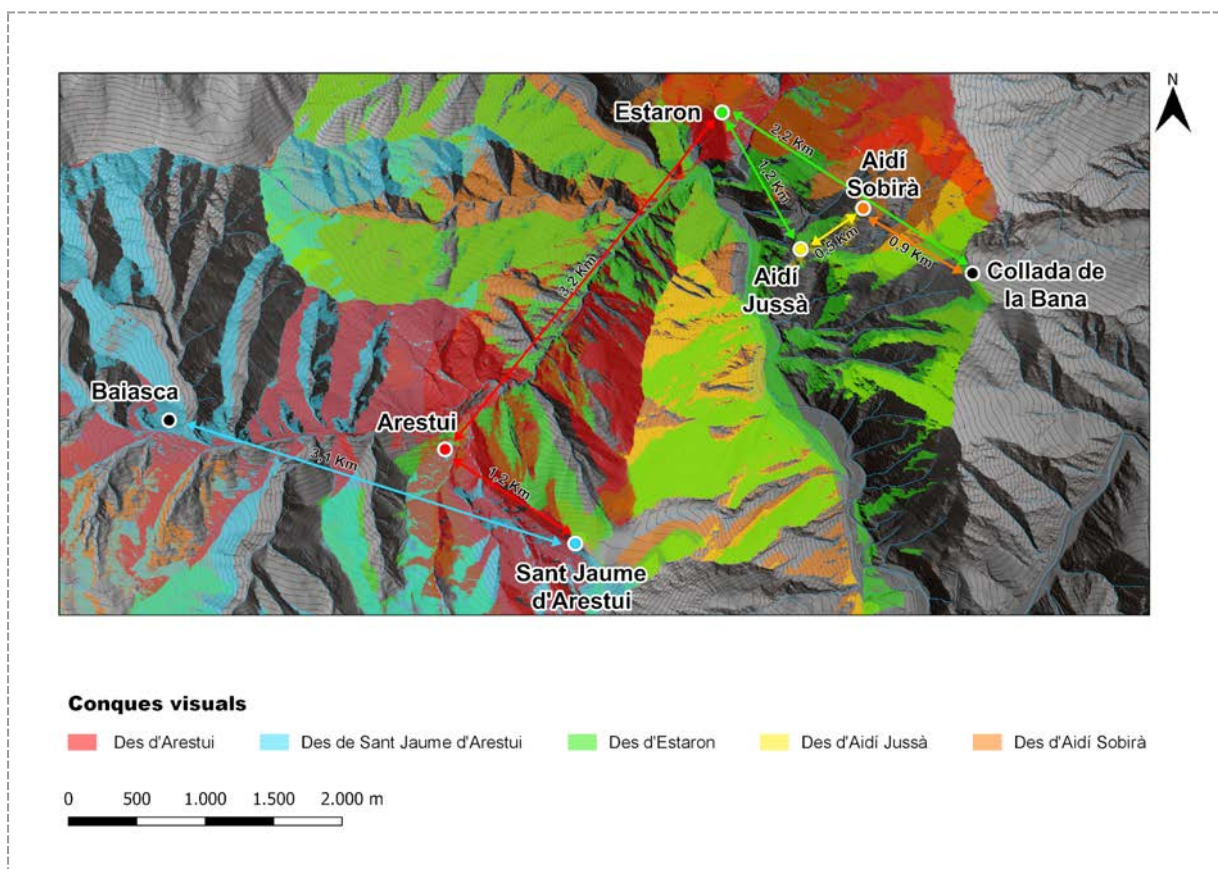 N
Estaron
2,2 Km
Aidí
Sobirà
1,2 Km
0,5 Km
0,9 Km
Aidí
Jussà
Collada de
la Bana
3,2 Km
Baiasca
Arestui
3,1 Km
1,2 Km
Sant Jaume
d'Arestui
Conques visuals
Des d'Arestui
Des de Sant Jaume d'Arestui
Des d'Estaron
Des d'Aidí Jussà
Des d'Aidí Sobirà
0 500 1.000 1.500 2.000 m